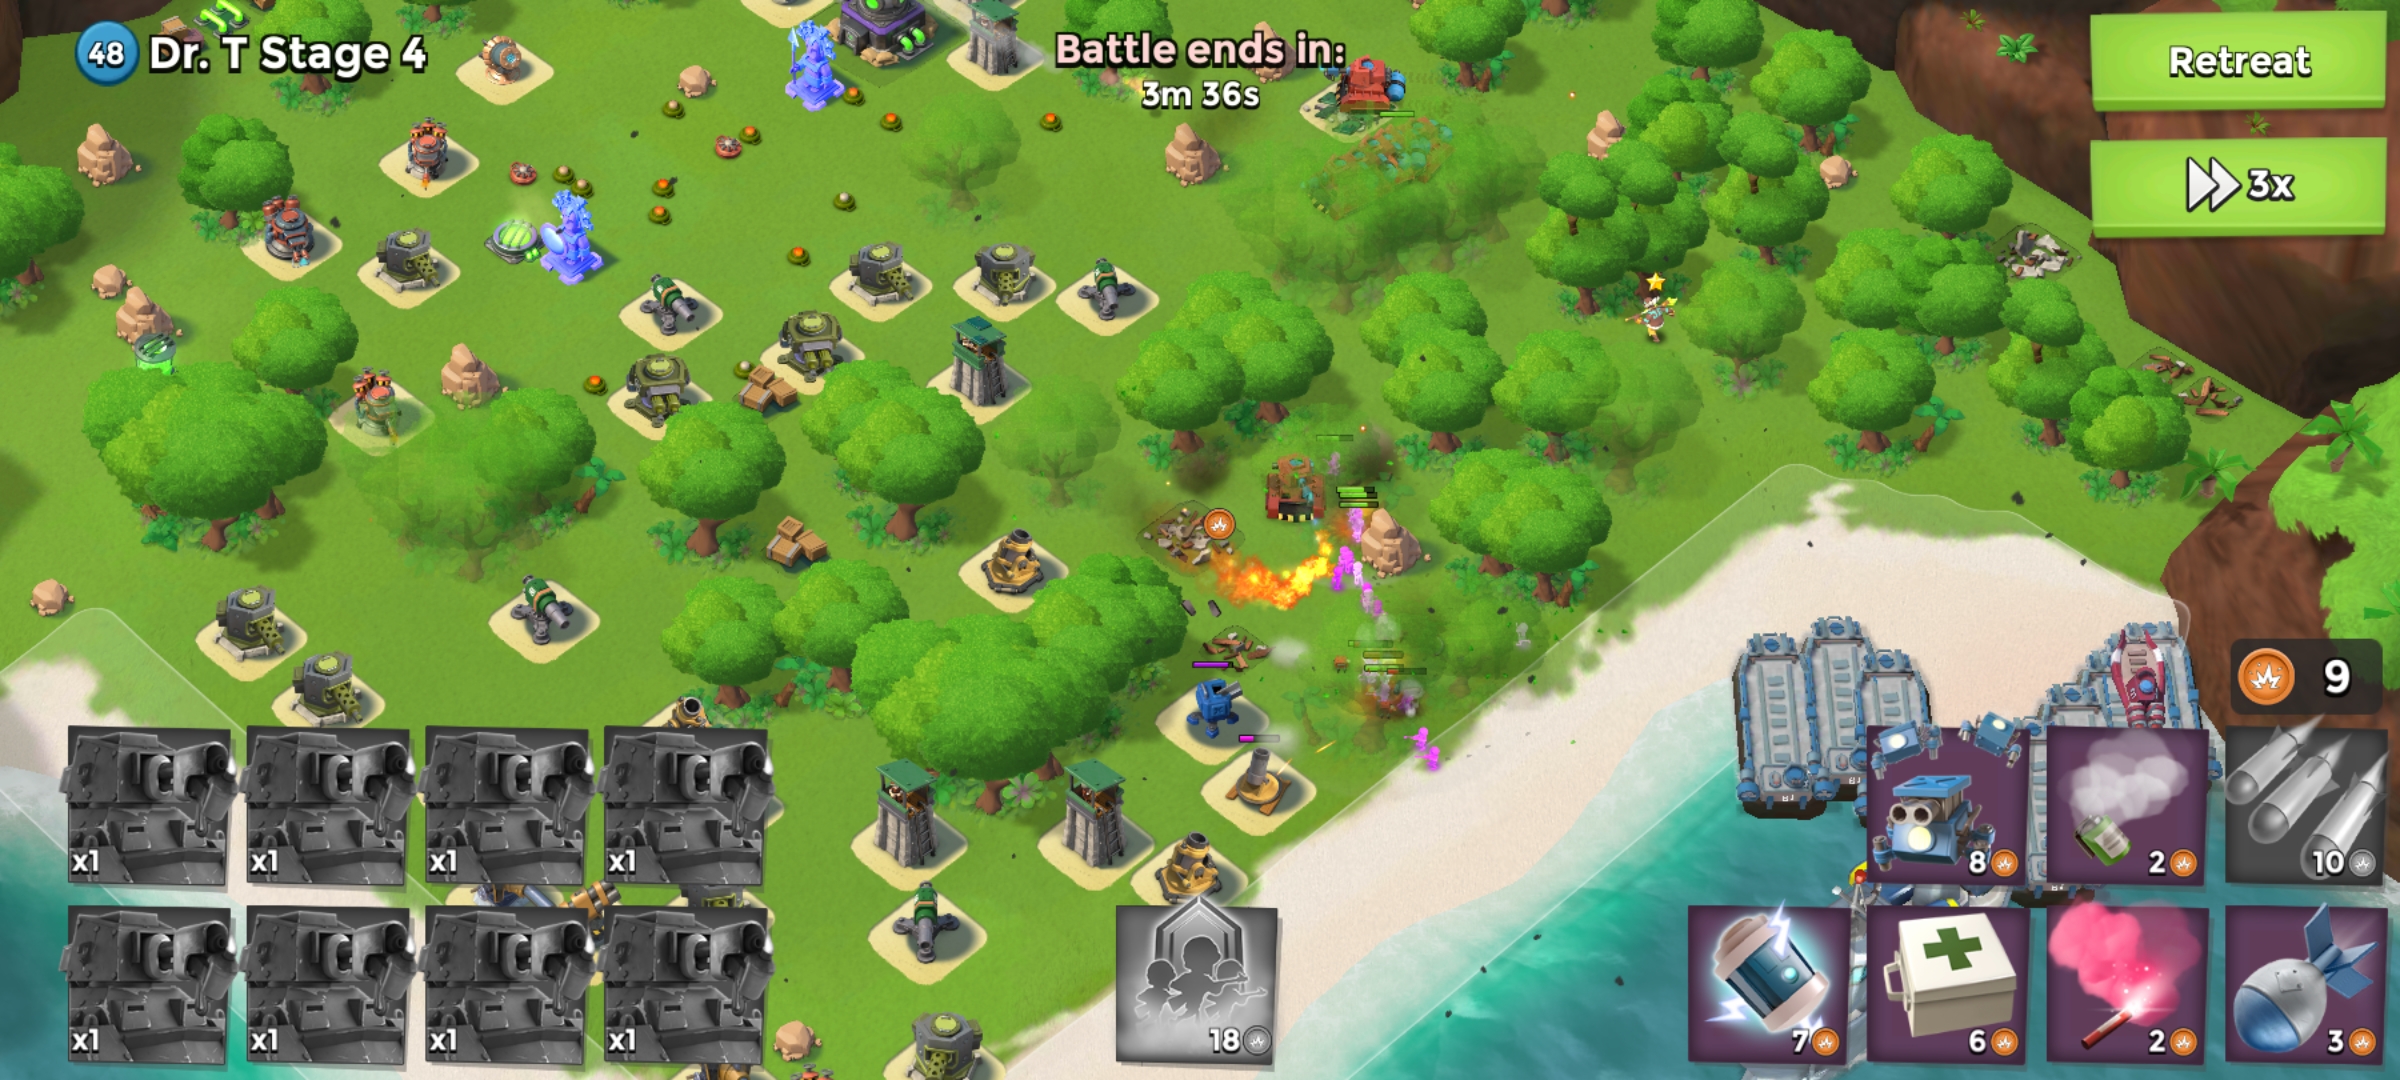 48 Dr. T Stage 4
Battle ends in:
3m 36s
Retreat
3x
9
x1 x1 x1 x1
8 2 10
x1 x1 x1 x1
18
7 6 2 3